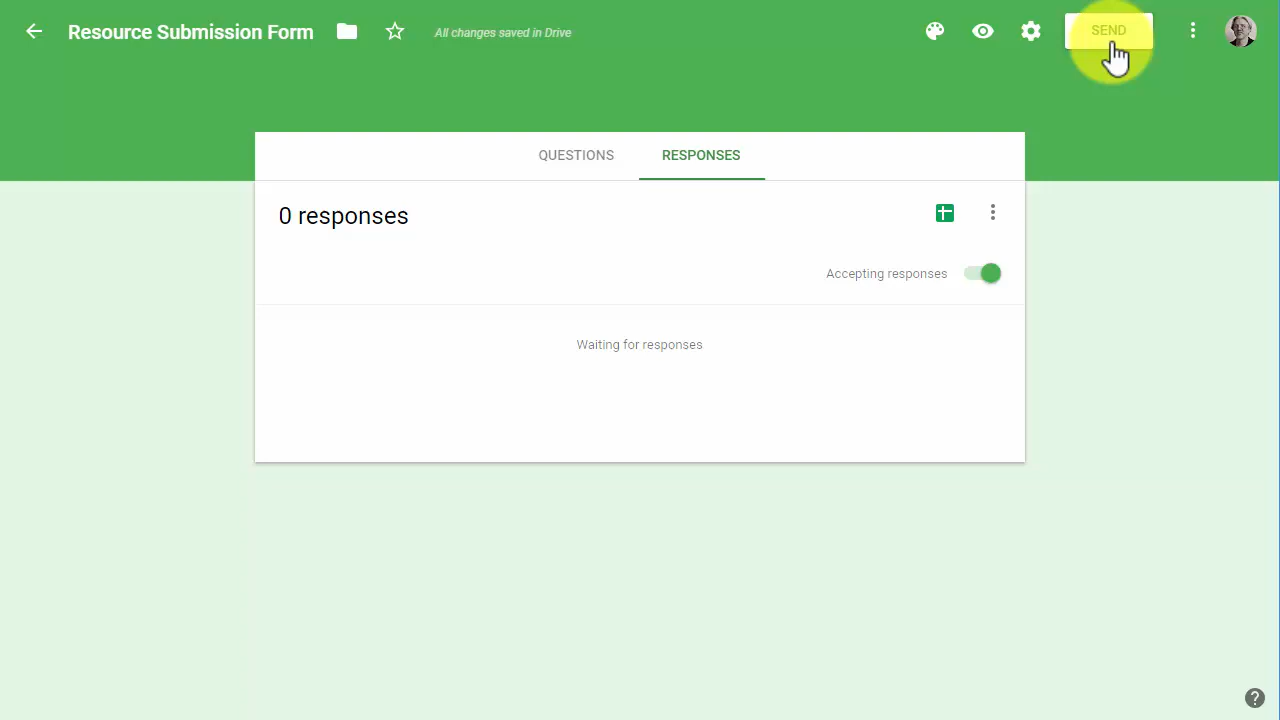 Resource Submission Form
All changes saved in Drive
SEND
QUESTIONS
RESPONSES
0 responses
Accepting responses
Waiting for responses